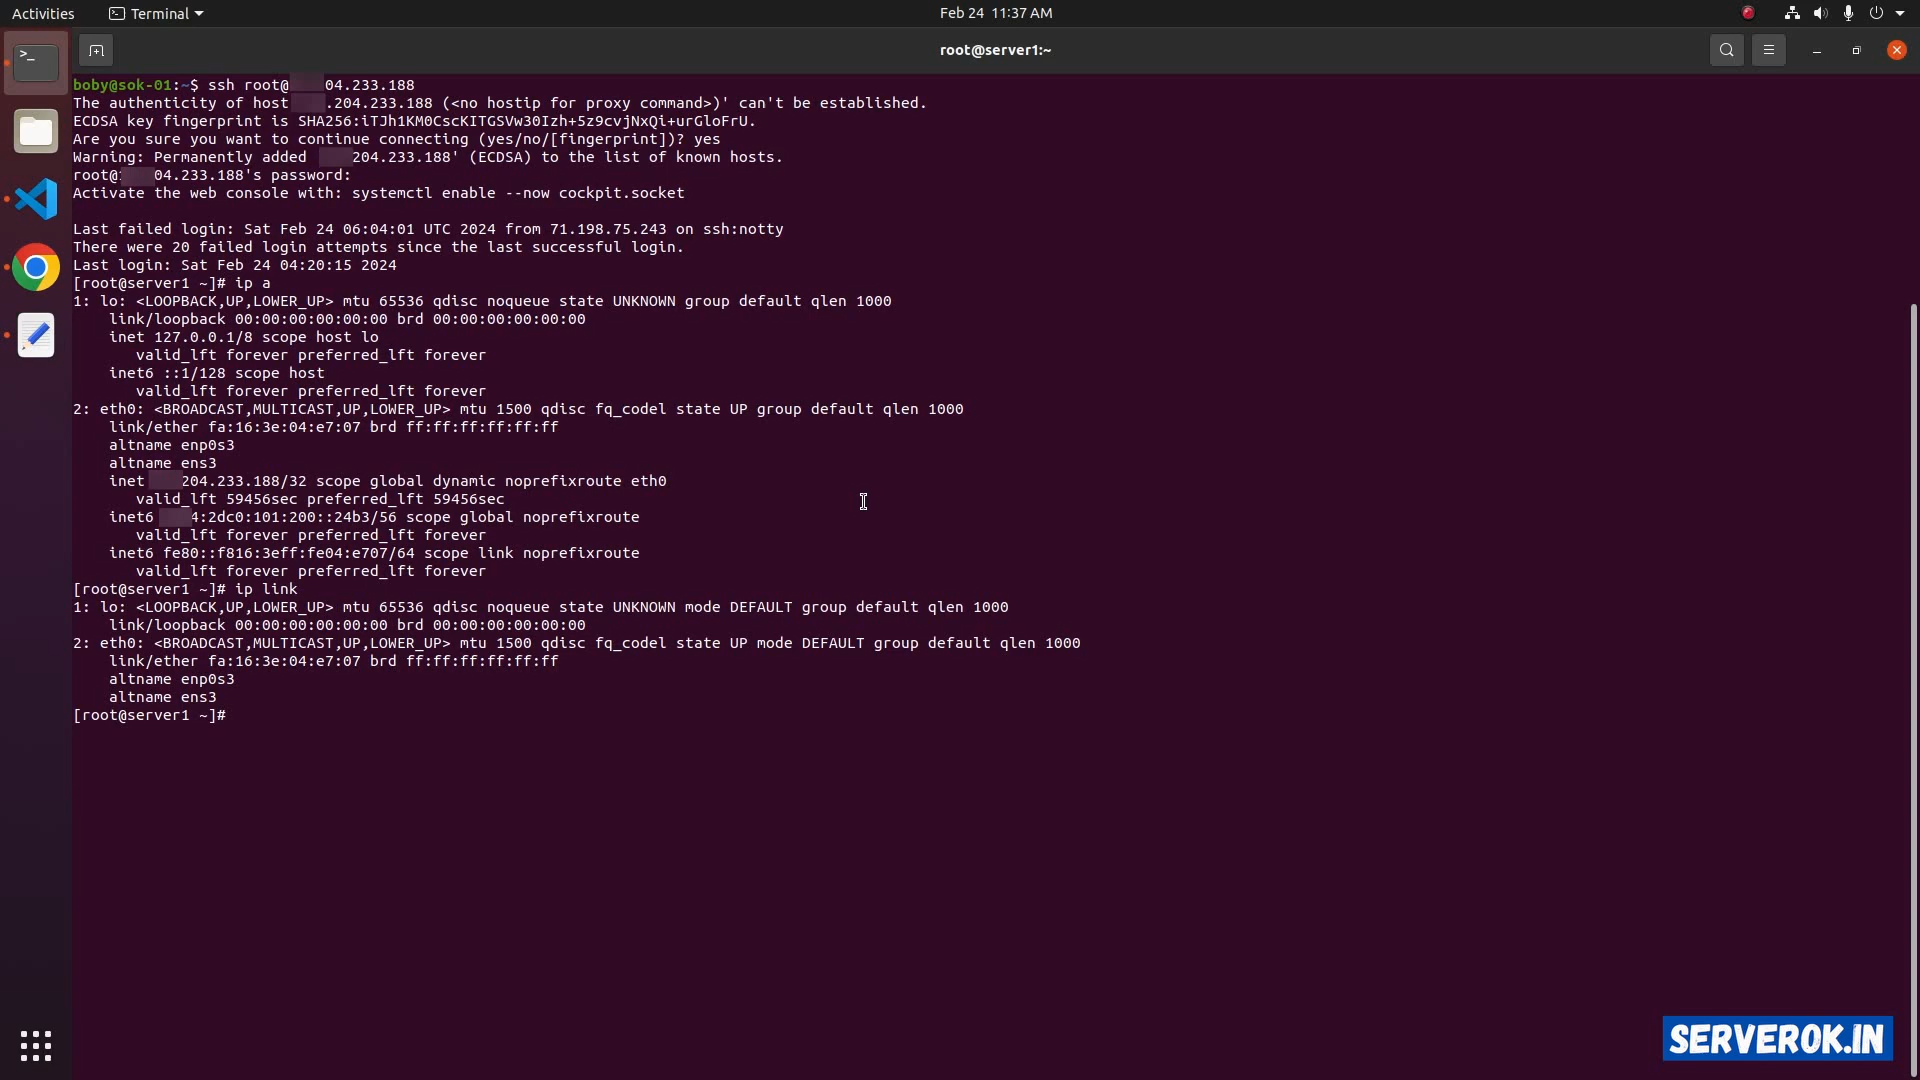 Activities Terminal Feb 24 11:37 AM
root@server1:~
boby@sok-01:~$ ssh root@ 04.233.188
The authenticity of host .204.233.188 (<no hostip for proxy command>)' can't be established.
ECDSA key fingerprint is SHA256:iTJh1KM0CscKITGSVw30Izh+5z9cvjNxQi+urGloFrU.
Are you sure you want to continue connecting (yes/no/[fingerprint])? yes
Warning: Permanently added 204.233.188' (ECDSA) to the list of known hosts.
root@ 04.233.188's password:
Activate the web console with: systemctl enable --now cockpit.socket
Last failed login: Sat Feb 24 06:04:01 UTC 2024 from 71.198.75.243 on ssh:notty
There were 20 failed login attempts since the last successful login.
Last login: Sat Feb 24 04:20:15 2024
[root@server1 ~]# ip a
1: lo: <LOOPBACK,UP,LOWER_UP> mtu 65536 qdisc noqueue state UNKNOWN group default qlen 1000
link/loopback 00:00:00:00:00:00 brd 00:00:00:00:00:00
inet 127.0.0.1/8 scope host lo
valid_lft forever preferred_lft forever
inet6 ::1/128 scope host
valid_lft forever preferred_lft forever
2: eth0: <BROADCAST,MULTICAST,UP,LOWER_UP> mtu 1500 qdisc fq_codel state UP group default qlen 1000
link/ether fa:16:3e:04:e7:07 brd ff:ff:ff:ff:ff:ff
altname enp0s3
altname ens3
inet 204.233.188/32 scope global dynamic noprefixroute eth0
valid_lft 59456sec preferred_lft 59456sec
inet6 4:2dc0:101:200::24b3/56 scope global noprefixroute
valid_lft forever preferred_lft forever
inet6 fe80::f816:3eff:fe04:e707/64 scope link noprefixroute
valid_lft forever preferred_lft forever
[root@server1 ~]# ip link
1: lo: <LOOPBACK,UP,LOWER_UP> mtu 65536 qdisc noqueue state UNKNOWN mode DEFAULT group default qlen 1000
link/loopback 00:00:00:00:00:00 brd 00:00:00:00:00:00
2: eth0: <BROADCAST,MULTICAST,UP,LOWER_UP> mtu 1500 qdisc fq_codel state UP mode DEFAULT group default qlen 1000
link/ether fa:16:3e:04:e7:07 brd ff:ff:ff:ff:ff:ff
altname enp0s3
altname ens3
[root@server1 ~]#
SERVEROK.IN